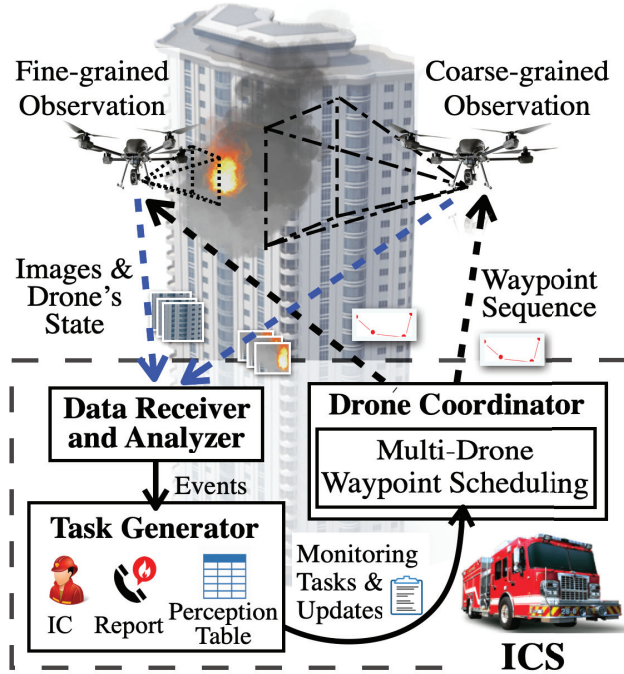 Fine-grained
Observation
Coarse-grained
Observation
Images &
Drone's
State
Waypoint
Sequence
Data Receiver
and Analyzer
Drone Coordinator
Multi-Drone
Waypoint Scheduling
Events
Task Generator
IC
Report
Perception
Table
Monitoring
Tasks &
Updates
ICS